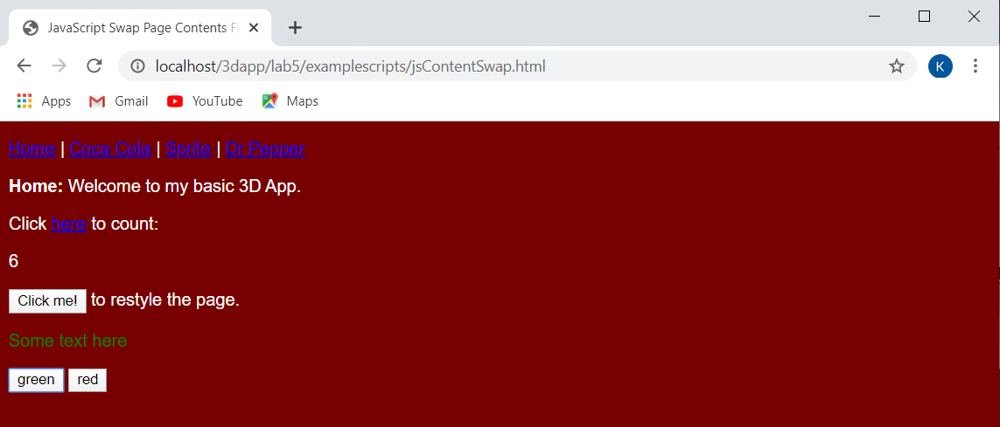 JavaScript Swap Page Contents
localhost/3dapp/lab5/examplescripts/jsContentSwap.html
K
Apps Gmail YouTube Maps
Home | Coca Cola | Sprite | Dr Pepper
Home: Welcome to my basic 3D App.
Click here to count:
6
Click me! to restyle the page.
Some text here
green red